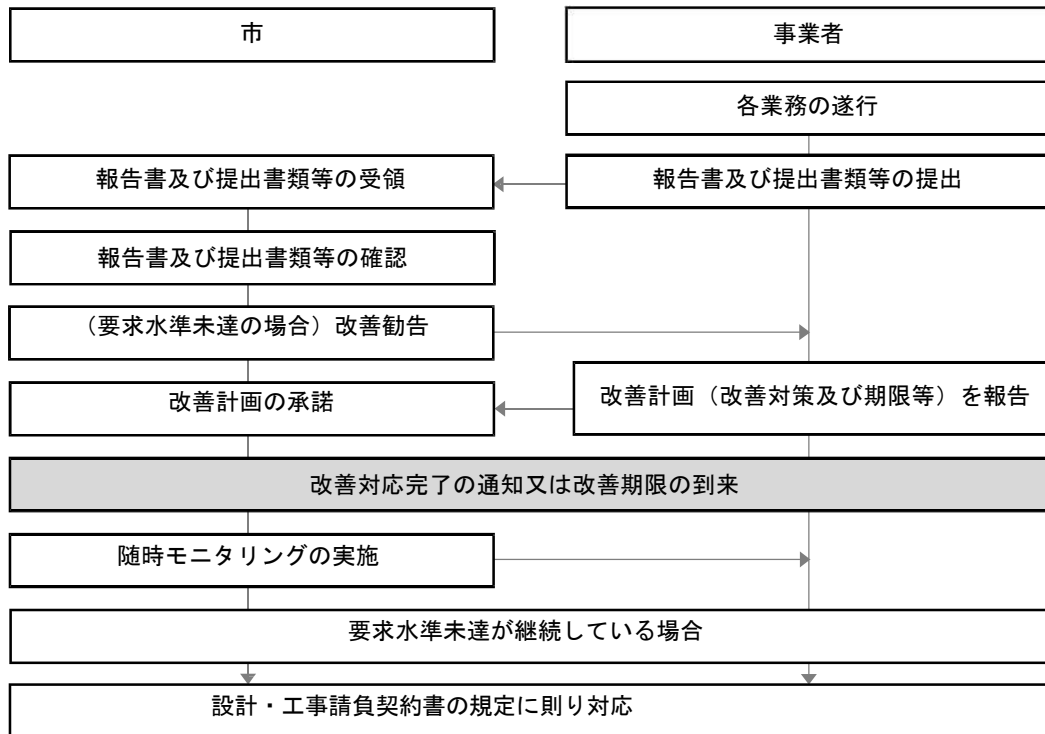 市
事業者
各業務の遂行
報告書及び提出書類等の受領
報告書及び提出書類等の提出
報告書及び提出書類等の確認
（要求水準未達の場合）改善勧告
改善計画の承諾
改善計画（改善対策及び期限等）を報告
改善対応完了の通知又は改善期限の到来
随時モニタリングの実施
要求水準未達が継続している場合
設計・工事請負契約書の規定に則り対応